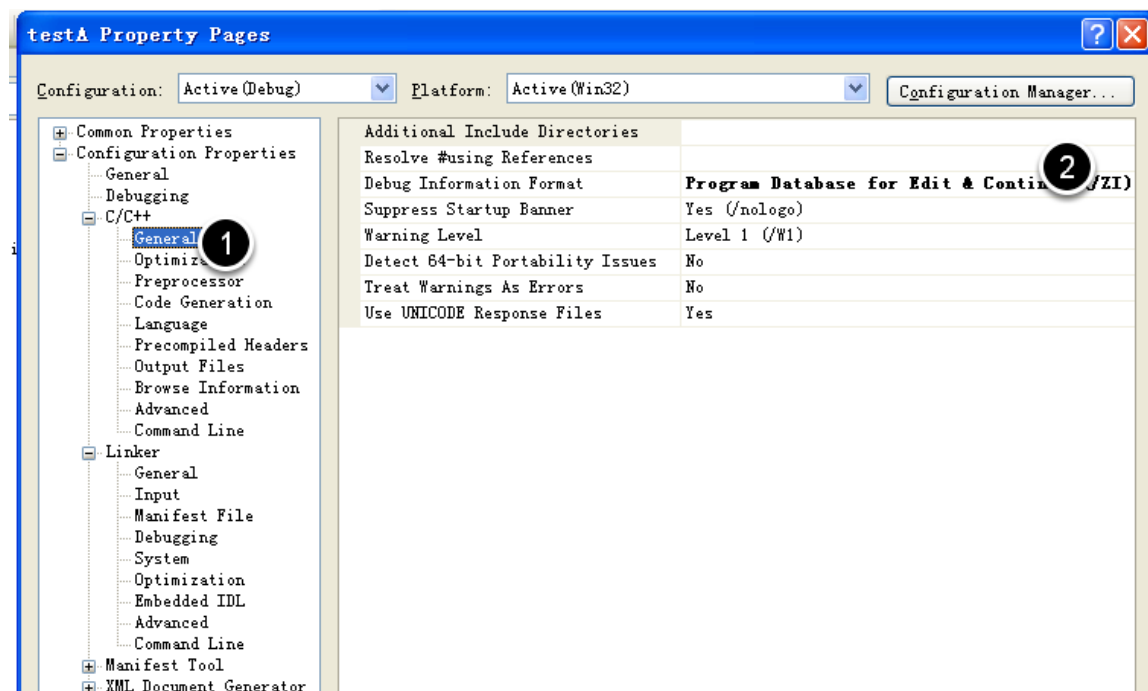 testA Property Pages
Configuration: Active(Debug) Platform: Active(Win32) Configuration Manager...
Common Properties
Configuration Properties
General
Debugging
C/C++
General
1
Preprocessor
Code Generation
Language
Precompiled Headers
Output Files
Browse Information
Advanced
Command Line
Linker
General
Input
Manifest File
Debugging
System
Optimization
Embedded IDL
Advanced
Command Line
Manifest Tool
XML Document Generator
Additional Include Directories
Resolve #using References
2
Debug Information Format Program Database for Edit & /ZI)
Suppress Startup Banner Yes (/nologo)
Warning Level Level 1 (/W1)
Detect 64-bit Portability Issues No
Treat Warnings As Errors No
Use UNICODE Response Files Yes